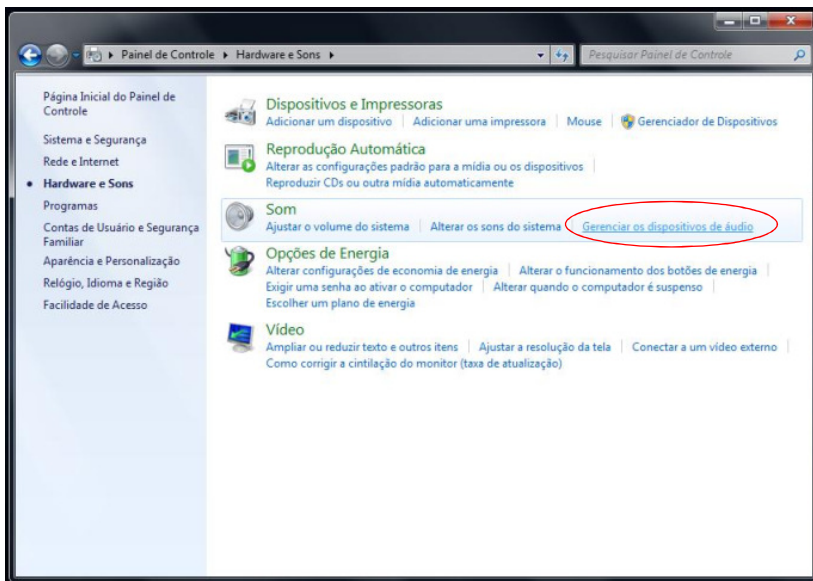 Painel de Controle ▸ Hardware e Sons ▸
Pesquisar Painel de Controle
Página Inicial do Painel de
Controle
Sistema e Segurança
Rede e Internet
Hardware e Sons
Programas
Contas de Usuário e Segurança
Familiar
Aparência e Personalização
Relógio, Idioma e Região
Facilidade de Acesso
Dispositivos e Impressoras
Adicionar um dispositivo | Adicionar uma impressora | Mouse | Gerenciador de Dispositivos
Reprodução Automática
Alterar as configurações padrão para a mídia ou os dispositivos |
Reproduzir CDs ou outra mídia automaticamente
Som
Ajustar o volume do sistema | Alterar os sons do sistema | Gerenciar os dispositivos de áudio
Opções de Energia
Alterar configurações de economia de energia | Alterar o funcionamento dos botões de energia |
Exigir uma senha ao ativar o computador | Alterar quando o computador é suspenso |
Escolher um plano de energia
Vídeo
Ampliar ou reduzir texto e outros itens | Ajustar a resolução da tela | Conectar a um vídeo externo |
Como corrigir a cintilação do monitor (taxa de atualização)